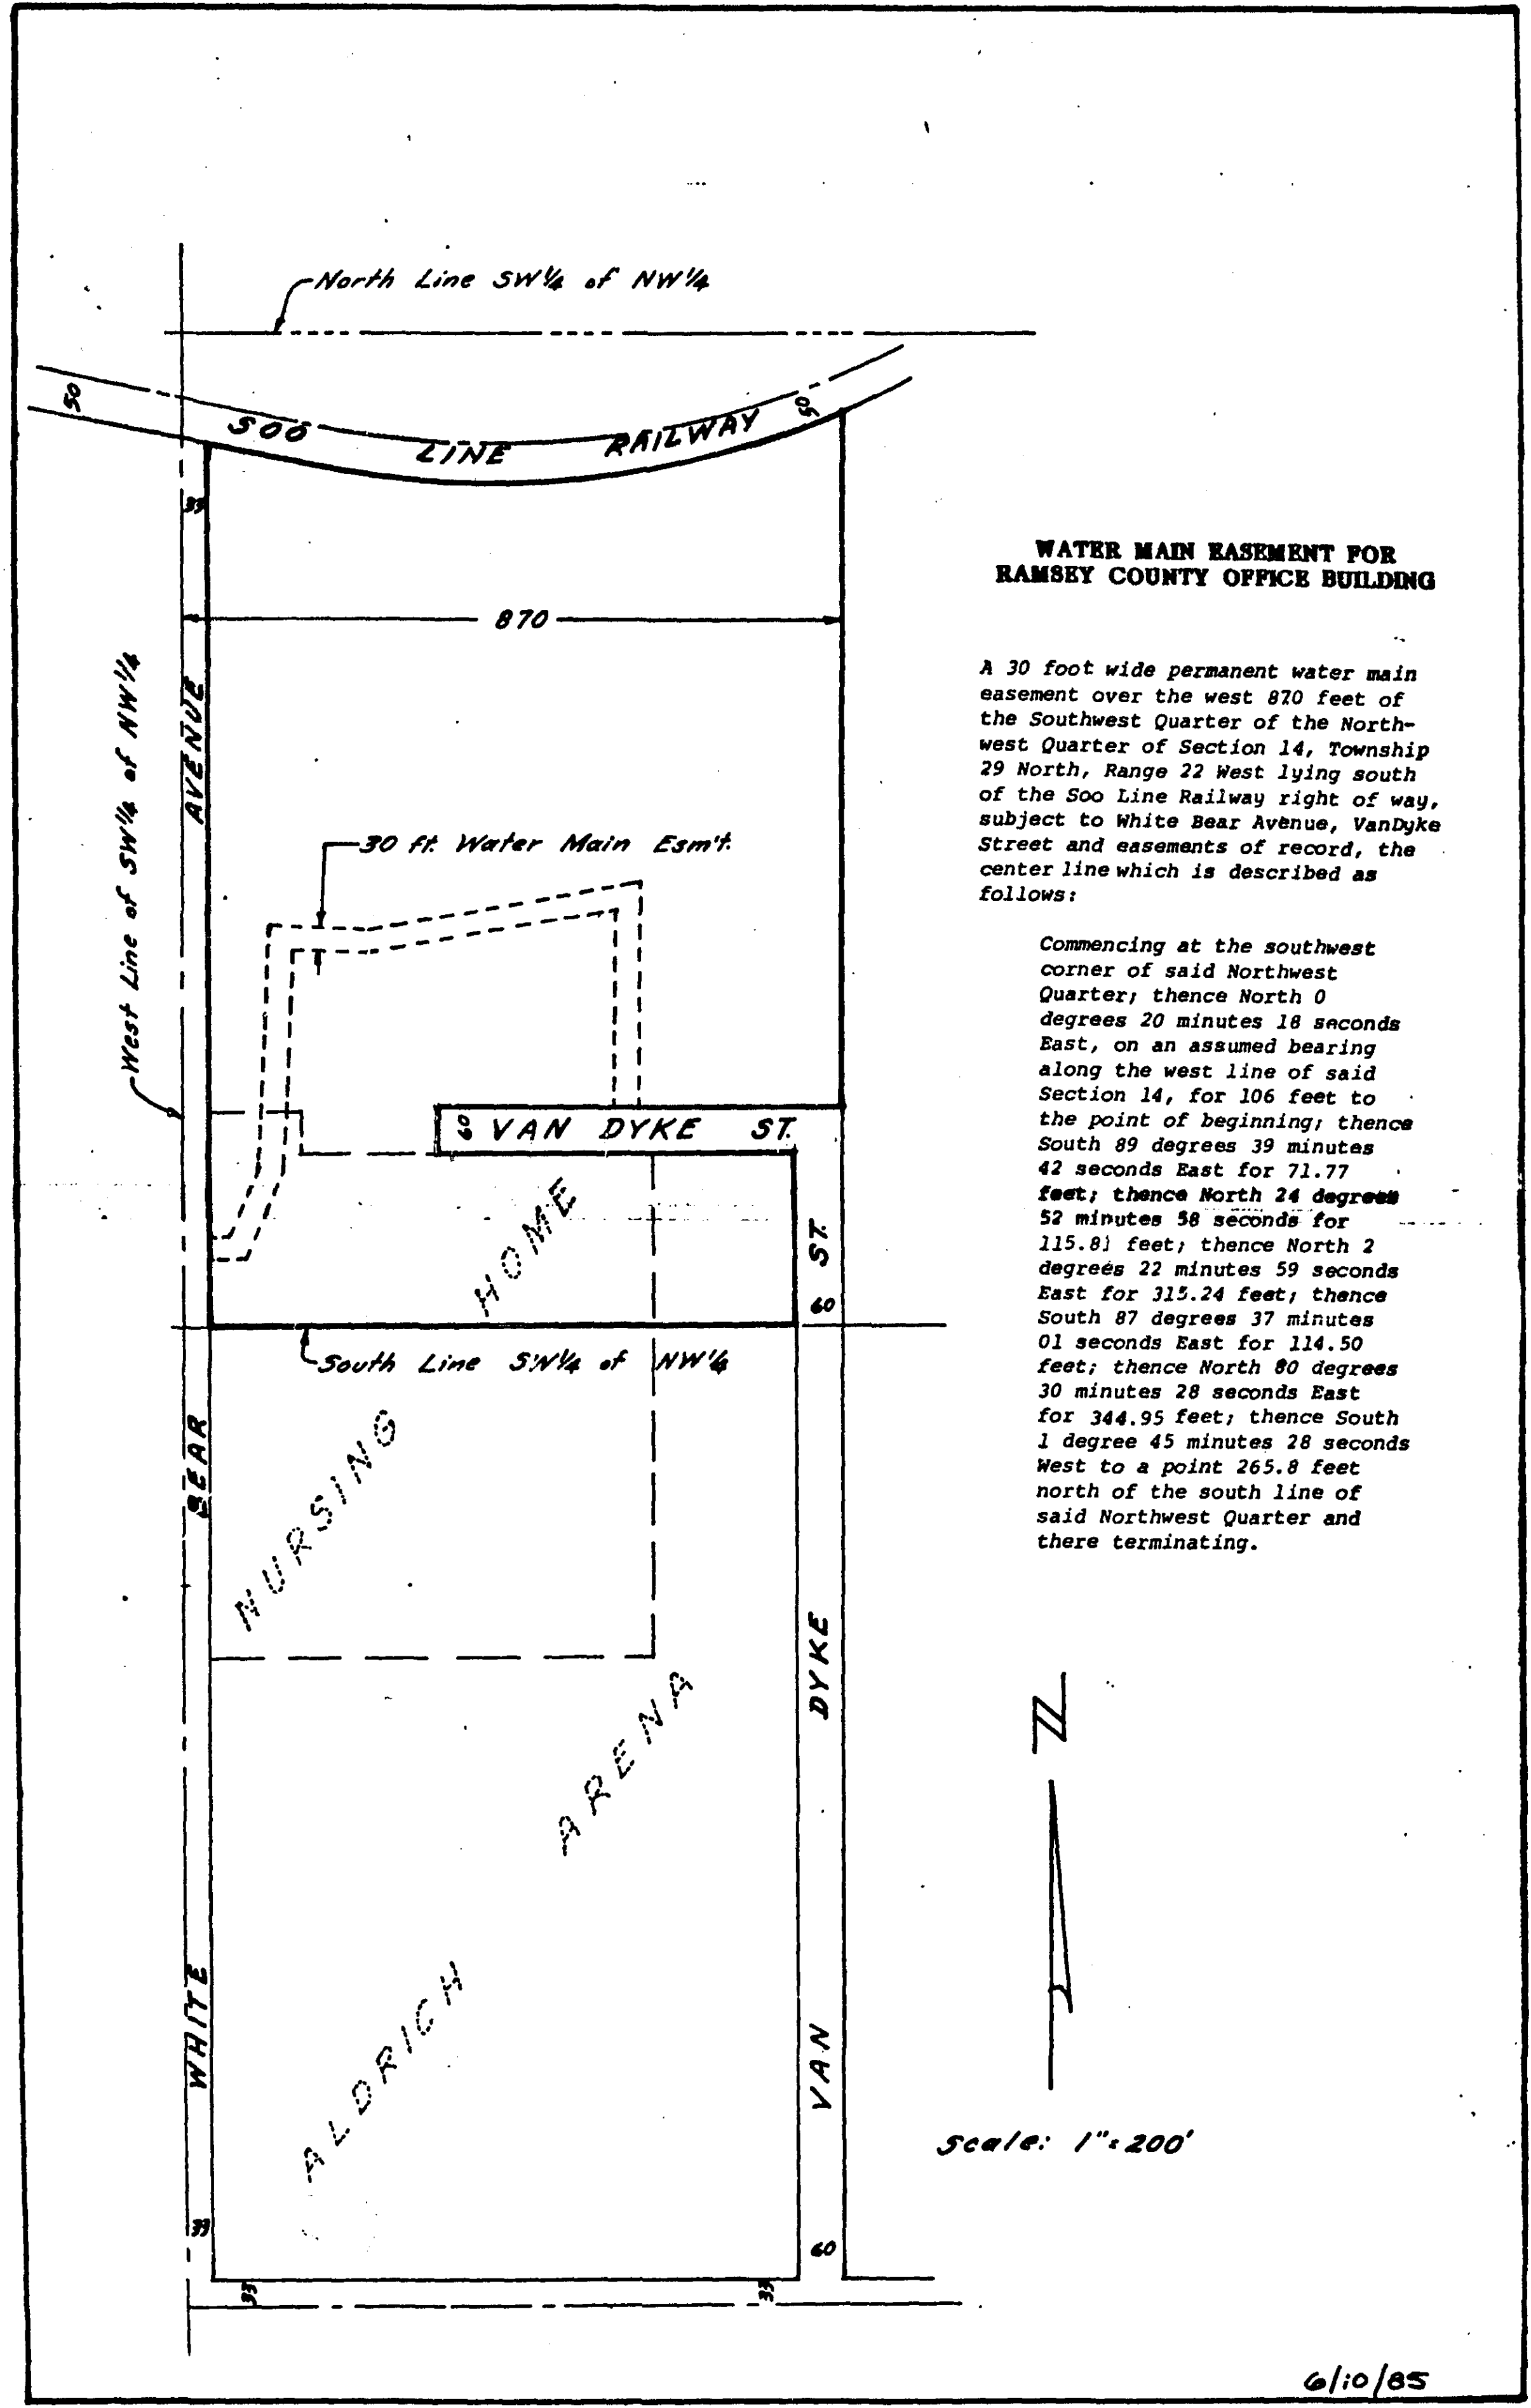 North Line SW 1/4 of NW 1/4
50
SOO LINE RAILWAY
50
33
870
West Line of SW 1/4 of NW 1/4
AVENUE
30 ft. Water Main Esm't.
60
VAN DYKE ST.
HOME
ST.
60
South Line SW 1/4 of NW 1/4
BEAR
NURSING
DYKE
ARENA
WHITE
ALDRICH
VAN
33
60
33
33
WATER MAIN EASEMENT FOR
RAMSEY COUNTY OFFICE BUILDING
A 30 foot wide permanent water main
easement over the west 870 feet of
the Southwest Quarter of the North-
west Quarter of Section 14, Township
29 North, Range 22 West lying south
of the Soo Line Railway right of way,
subject to White Bear Avenue, VanDyke
Street and easements of record, the
center line which is described as
follows:
Commencing at the southwest
corner of said Northwest
Quarter; thence North 0
degrees 20 minutes 18 seconds
East, on an assumed bearing
along the west line of said
Section 14, for 106 feet to
the point of beginning; thence
South 89 degrees 39 minutes
42 seconds East for 71.77
feet; thence North 24 degrees
52 minutes 58 seconds for
115.81 feet; thence North 2
degrees 22 minutes 59 seconds
East for 315.24 feet; thence
South 87 degrees 37 minutes
01 seconds East for 114.50
feet; thence North 80 degrees
30 minutes 28 seconds East
for 344.95 feet; thence South
1 degree 45 minutes 28 seconds
West to a point 265.8 feet
north of the south line of
said Northwest Quarter and
there terminating.
N
Scale: 1"=200'
6/10/85